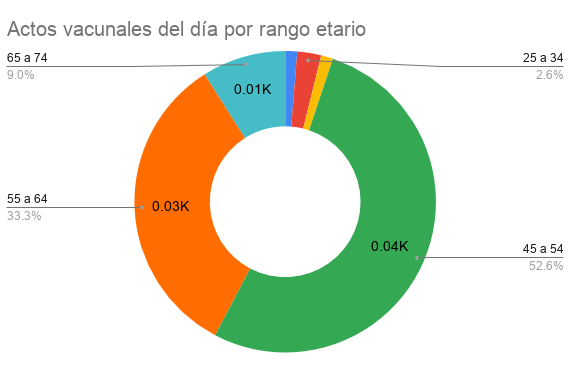 Actos vacunales del día por rango etario
65 a 74
9.0%
25 a 34
2.6%
0.01K
55 a 64
33.3%
0.03K
0.04K
45 a 54
52.6%